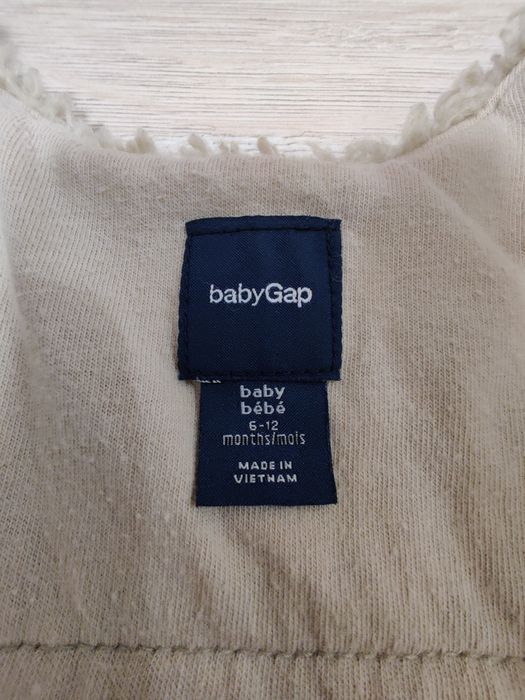 babyGap
baby
bébé
6-12
months/mois
MADE IN
VIETNAM